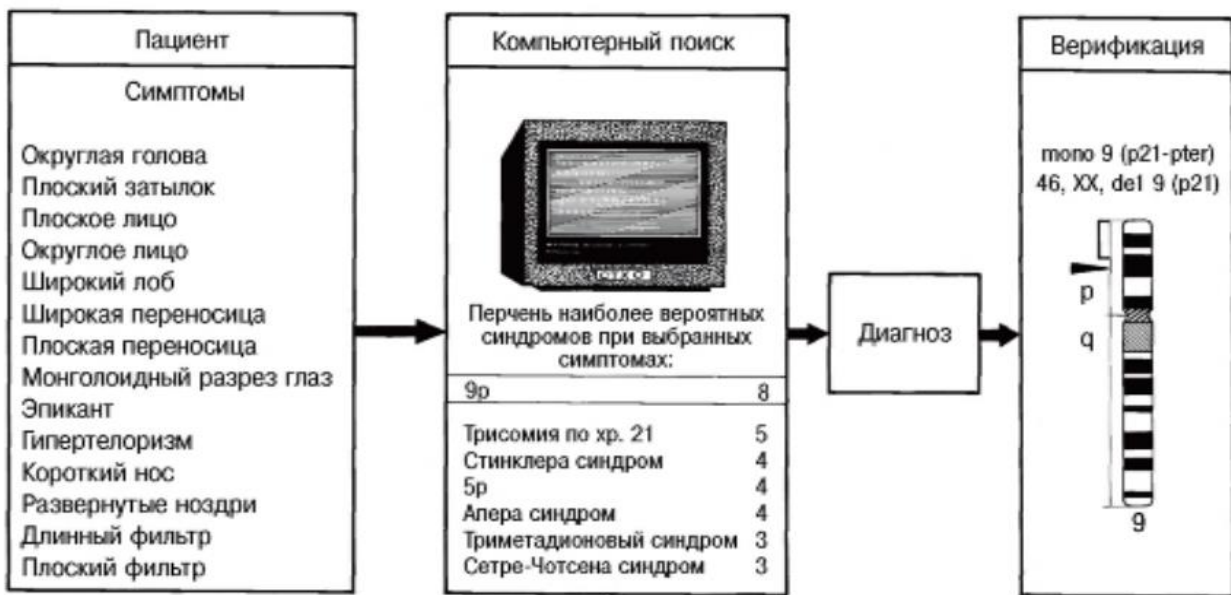 Пациент
Симптомы
Округлая голова
Плоский затылок
Плоское лицо
Округлое лицо
Широкий лоб
Широкая переносица
Плоская переносица
Монголоидный разрез глаз
Эпикант
Гипертелоризм
Короткий нос
Развернутые ноздри
Длинный фильтр
Плоский фильтр
Компьютерный поиск
Перчень наиболее вероятных
синдромов при выбранных
симптомах:
9р 8
Трисомия по хр. 21 5
Стинклера синдром 4
5р 4
Апера синдром 4
Триметадионовый синдром 3
Сетре-Чотсена синдром 3
Диагноз
Верификация
mono 9 (p21-pter)
46, XX, del 9 (p21)
p
q
9